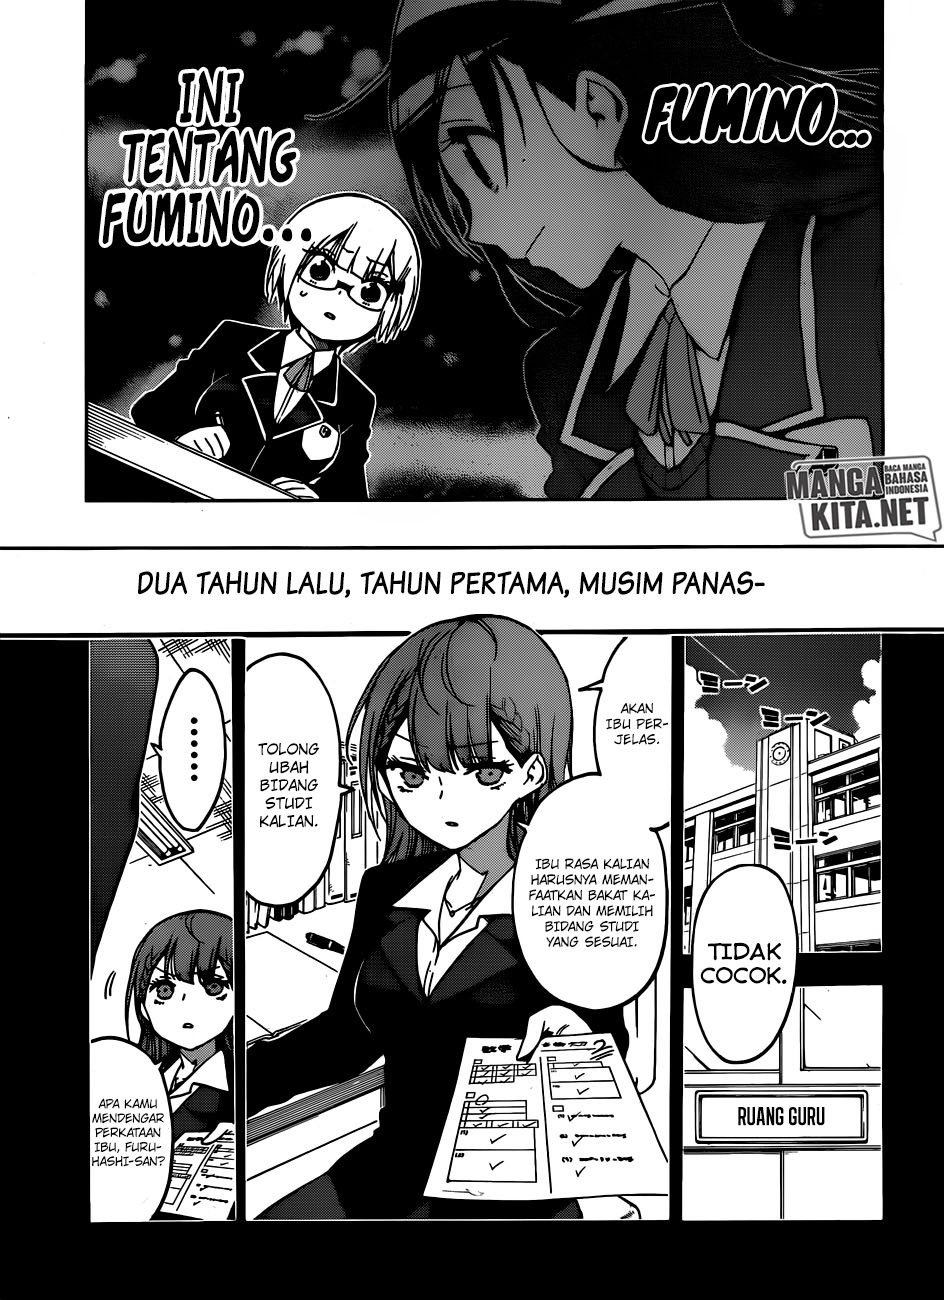 FUMINO...
INI
TENTANG
FUMINO...
MANGA
BACA MANGA
BAHASA
INDONESIA
KITA.NET
DUA TAHUN LALU, TAHUN PERTAMA, MUSIM PANAS-
ミーン
ミーン
ミーン
TIDAK
COCOK.
RUANG GURU
AKAN
IBU PER-
JELAS.
IBU RASA KALIAN
HARUSNYA MEMAN-
FAATKAN BAKAT KA-
LIAN DAN MEMILIH
BIDANG STUDI
YANG SESUAI.
TOLONG
UBAH
BIDANG
STUDI
KALIAN.
......
APA KAMU
MENDENGAR
PERKATAAN
IBU, FURU-
HASHI-SAN?